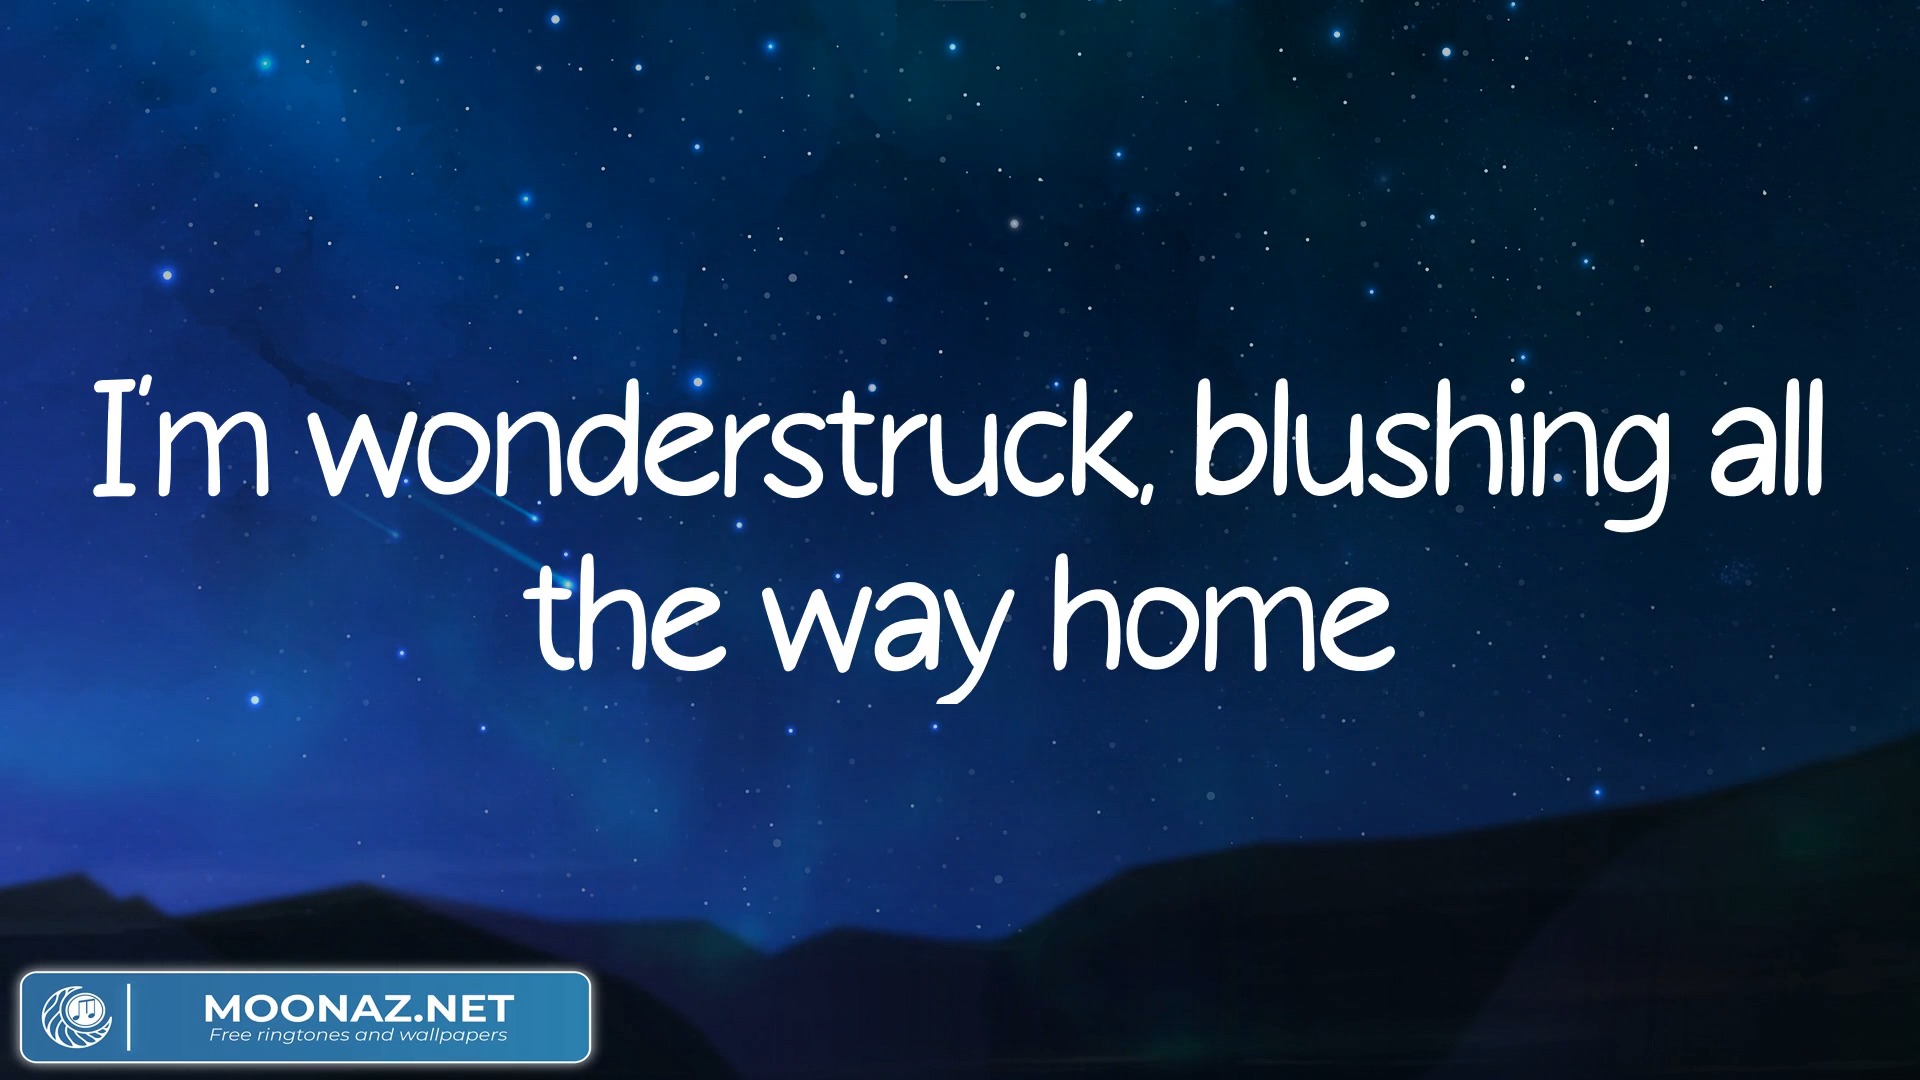 I'm wonderstruck, blushing all
the way home
MOONAZ.NET
Free ringtones and wallpapers